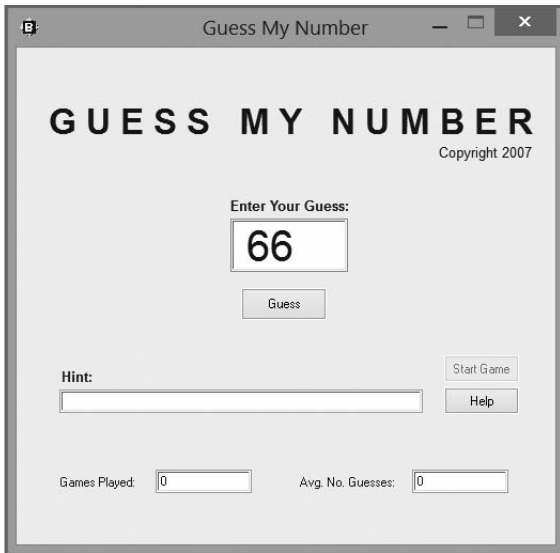 B
Guess My Number
GUESS MY NUMBER
Copyright 2007
Enter Your Guess:
66
Guess
Start Game
Hint:
Help
Games Played: 0 Avg. No. Guesses: 0